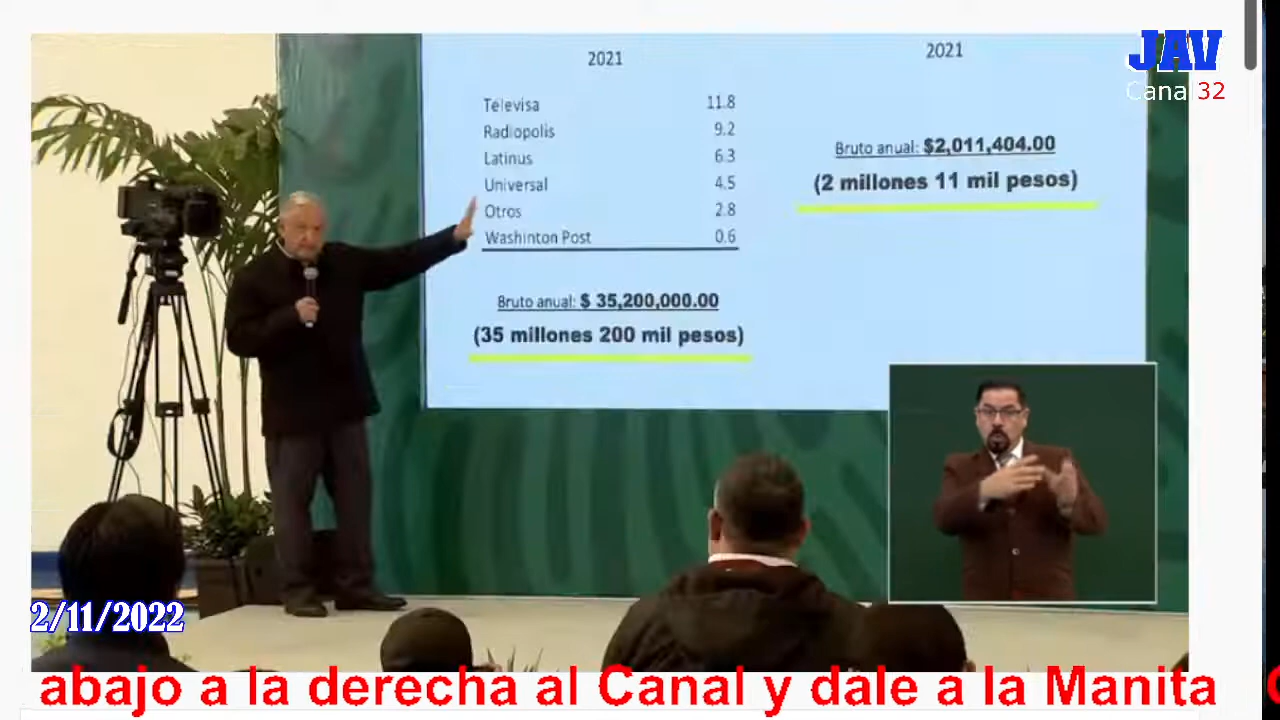 JAV
Canal 32
2021
Televisa 11.8
Radiopolis 9.2
Latinus 6.3
Universal 4.5
Otros 2.8
Washinton Post 0.6
Bruto anual: $ 35,200,000.00
(35 millones 200 mil pesos)
2021
Bruto anual: $2,011,404.00
(2 millones 11 mil pesos)
2/11/2022
abajo a la derecha al Canal y dale a la Manita